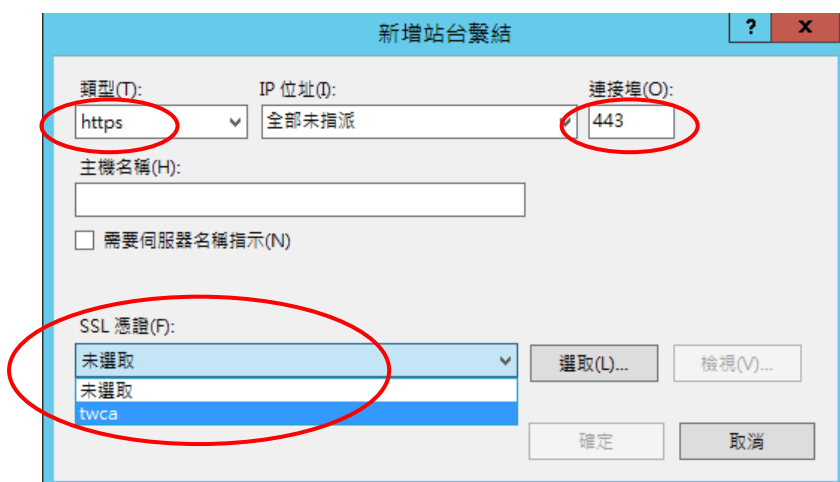 新增站台繫結
?
x
類型(T):
IP 位址(I):
連接埠(O):
https
全部未指派
443
主機名稱(H):
需要伺服器名稱指示(N)
SSL 憑證(F):
未選取
選取(L)...
檢視(V)...
未選取
twca
確定
取消